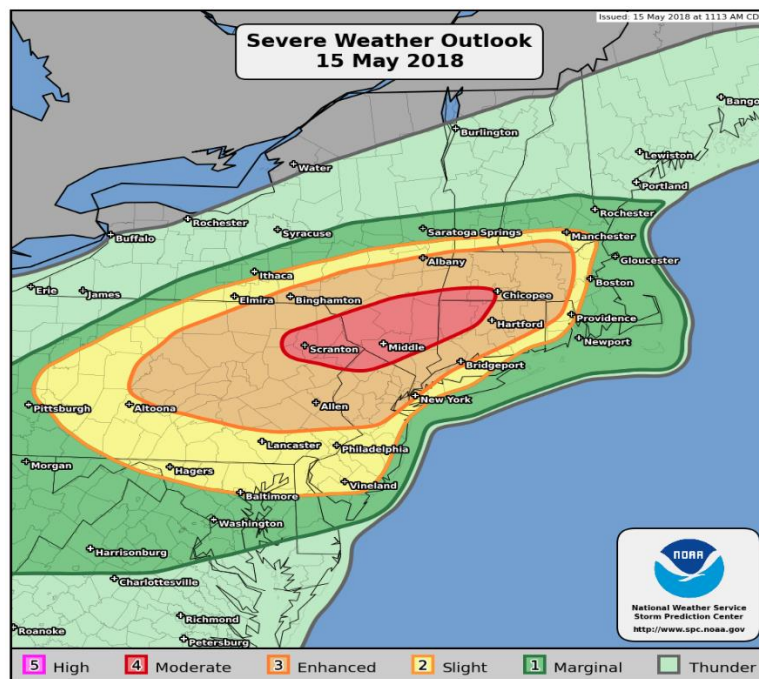 Issued: 15 May 2018 at 1113 AM CD
Severe Weather Outlook
15 May 2018
Bango
Burlington
Lewiston
Water
Portland
Rochester
Rochester
Saratoga Springs
Syracuse
Manchester
Buffalo
Gloucester
Albany
Ithaca
Boston
Erie
James
Elmira
Binghamton
Chicopee
Providence
Hartford
Newport
Scranton
Middle
Bridgeport
New York
Pittsburgh
Altoona
Allen
Lancaster
Philadelphia
Morgan
Hagers
Vineland
Baltimore
Washington
Harrisonburg
NOAA
Charlottesville
National Weather Service
Storm Prediction Center
Richmond
http://www.spc.noaa.gov
Roanoke
Petersburg
5 High 4 Moderate 3 Enhanced 2 Slight 1 Marginal Thunder